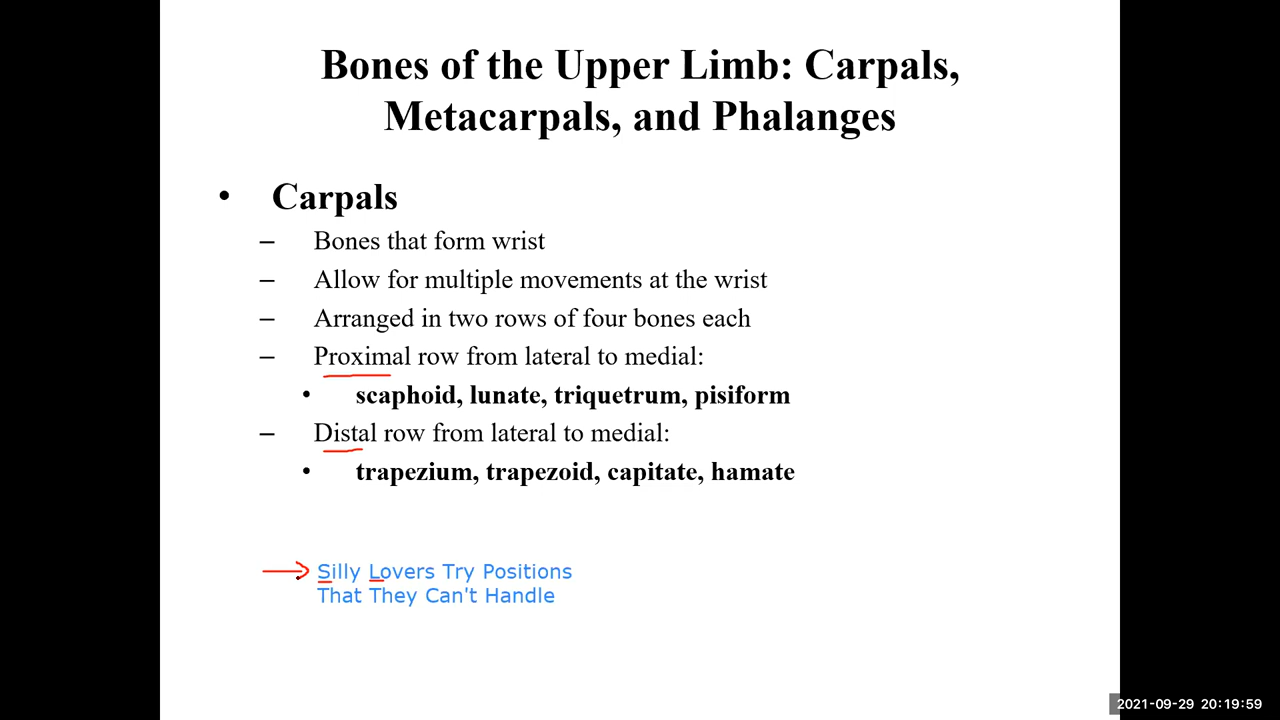 Bones of the Upper Limb: Carpals,
Metacarpals, and Phalanges
• Carpals
– Bones that form wrist
– Allow for multiple movements at the wrist
– Arranged in two rows of four bones each
– Proximal row from lateral to medial:
• scaphoid, lunate, triquetrum, pisiform
– Distal row from lateral to medial:
• trapezium, trapezoid, capitate, hamate
Silly Lovers Try Positions
That They Can't Handle
2021-09-29 20:19:59